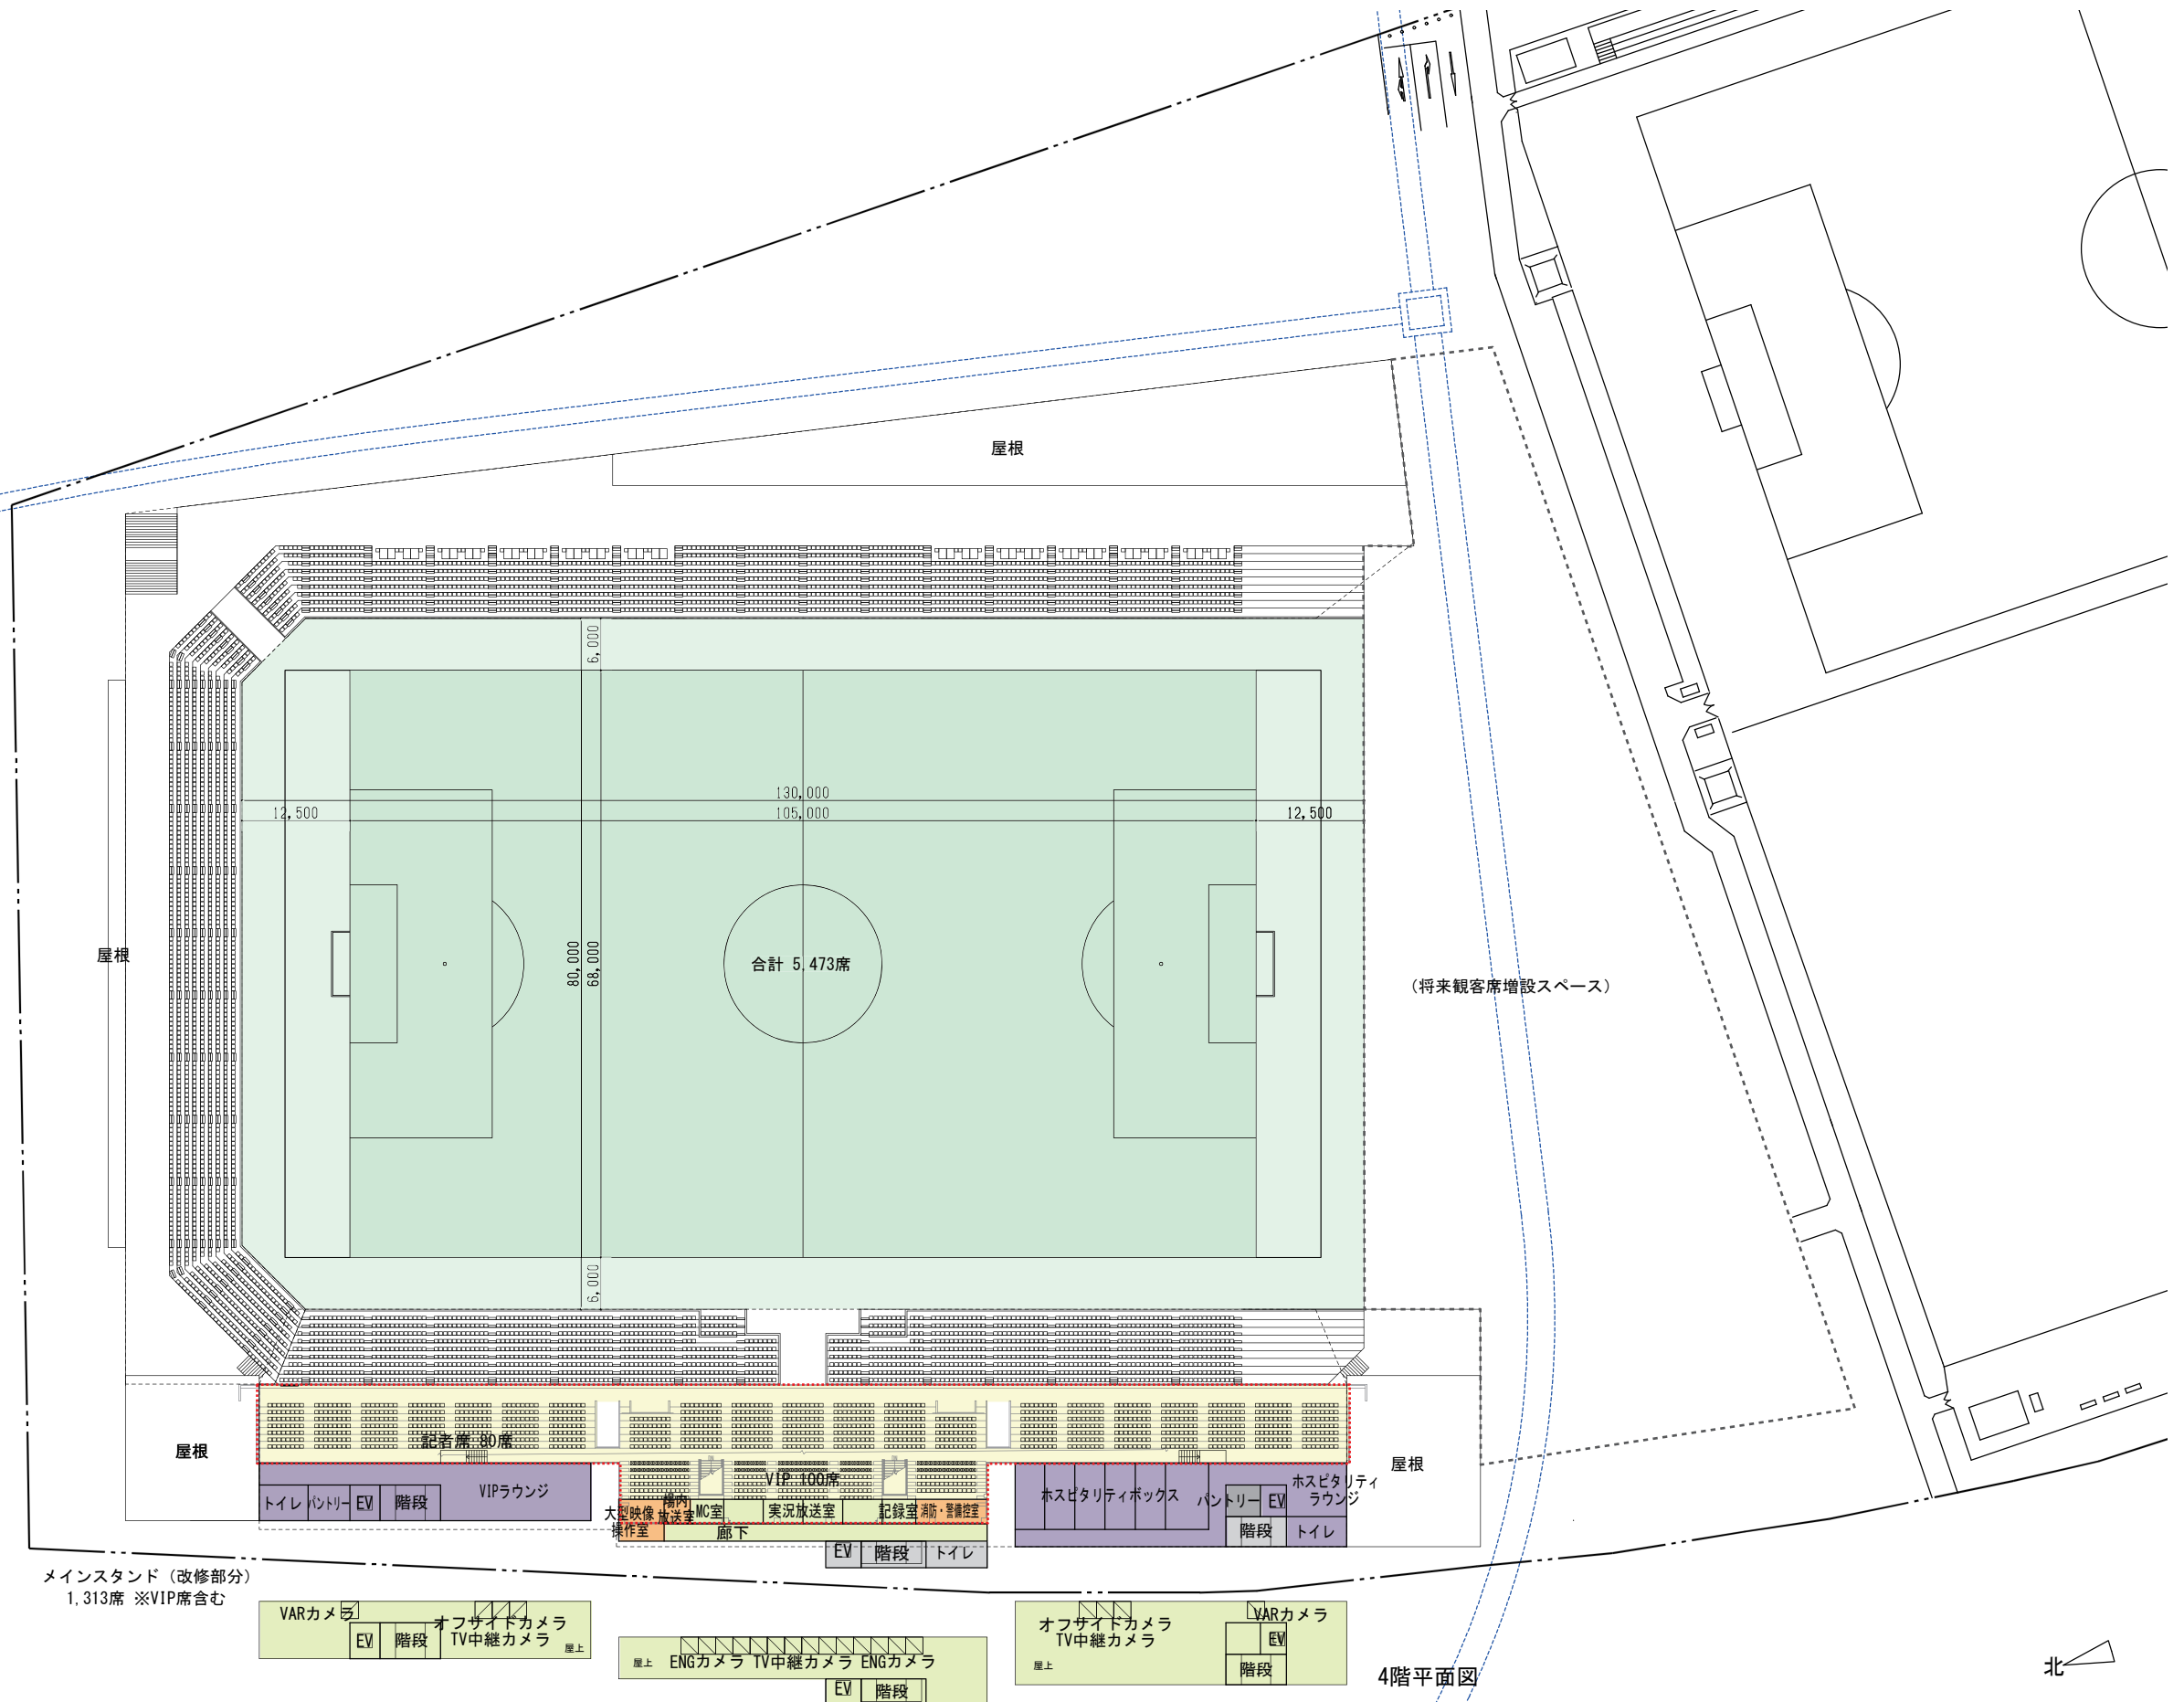 屋根
6,000
130,000
12,500
105,000
12,500
屋根
80,000
68,000
合計 5,473席
(将来観客席増設スペース)
6,000
記者席 80席
屋根
VIP 100席
屋根
トイレ
パントリー
EV
階段
VIPラウンジ
大型映像
操作室
場内
放送室
MC室
実況放送室
記録室
消防・警備控室
廊下
ホスピタリティボックス
パントリー
EV
ホスピタリティ
ラウンジ
階段
トイレ
EV
階段
トイレ
メインスタンド(改修部分)
1,313席 ※VIP席含む
VARカメラ
EV
階段
オフサイドカメラ
TV中継カメラ
屋上
屋上
ENGカメラ TV中継カメラ ENGカメラ
EV
階段
オフサイドカメラ
TV中継カメラ
屋上
VARカメラ
EV
階段
4階平面図
北